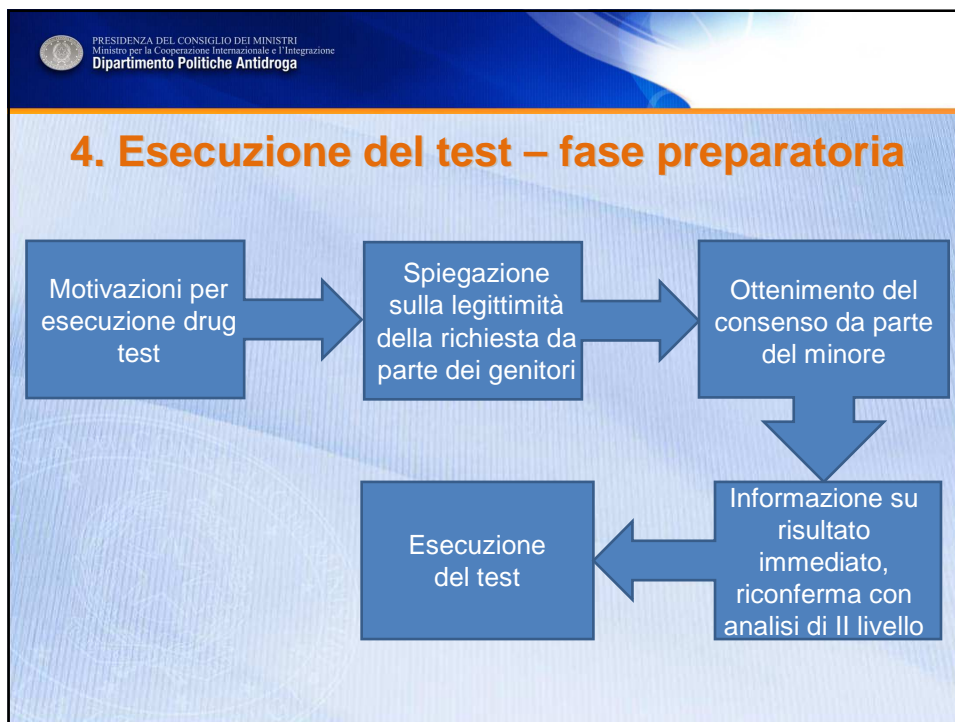 PRESIDENZA DEL CONSIGLIO DEI MINISTRI
Ministro per la Cooperazione Internazionale e l'Integrazione
Dipartimento Politiche Antidroga
4. Esecuzione del test – fase preparatoria
Motivazioni per
esecuzione drug
test
Spiegazione
sulla legittimità
della richiesta da
parte dei genitori
Ottenimento del
consenso da parte
del minore
Informazione su
risultato
immediato,
riconferma con
analisi di II livello
Esecuzione
del test